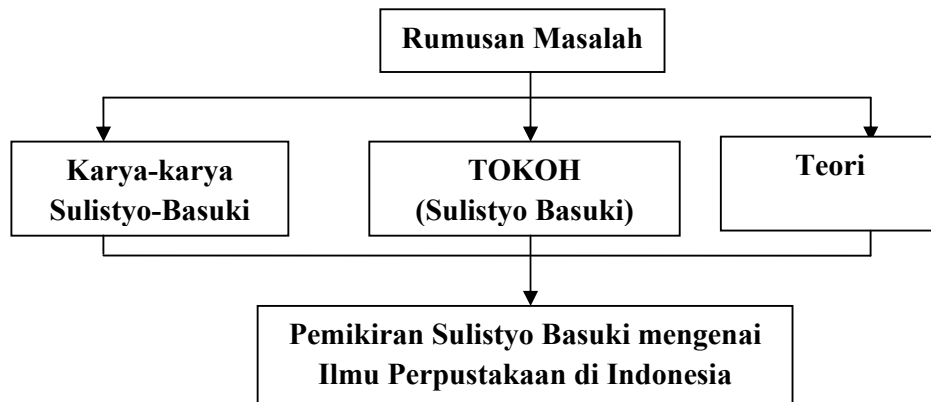 Rumusan Masalah
Karya-karya
Sulistyo-Basuki
TOKOH
(Sulistyo Basuki)
Teori
Pemikiran Sulistyo Basuki mengenai
Ilmu Perpustakaan di Indonesia